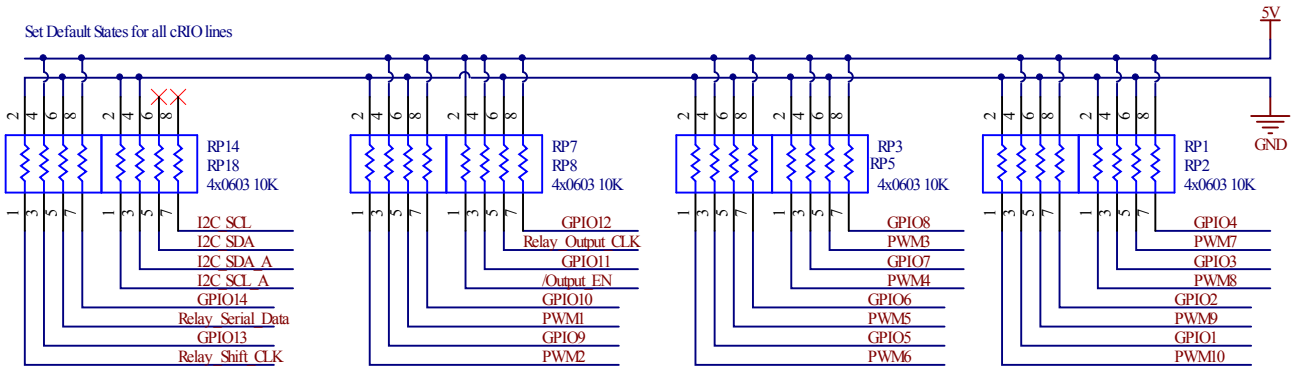 5V
Set Default States for all cRIO lines
2 4 6 8 2 4 6 8 2 4 6 8 2 4 6 8 2 4 6 8 2 4 6 8 2 4 6 8 2 4 6 8
GND
RP14
RP18
4x0603 10K
RP7
RP8
4x0603 10K
RP3
RP5
4x0603 10K
RP1
RP2
4x0603 10K
1 3 5 7 1 3 5 7 1 3 5 7 1 3 5 7 1 3 5 7 1 3 5 7 1 3 5 7 1 3 5 7
I2C_SCL
I2C_SDA
I2C_SDA_A
I2C_SCL_A
GPIO14
Relay_Serial_Data
GPIO13
Relay_Shift_CLK
GPIO12
Relay_Output_CLK
GPIO11
/Output_EN
GPIO10
PWM1
GPIO9
PWM2
GPIO8
PWM3
GPIO7
PWM4
GPIO6
PWM5
GPIO5
PWM6
GPIO4
PWM7
GPIO3
PWM8
GPIO2
PWM9
GPIO1
PWM10